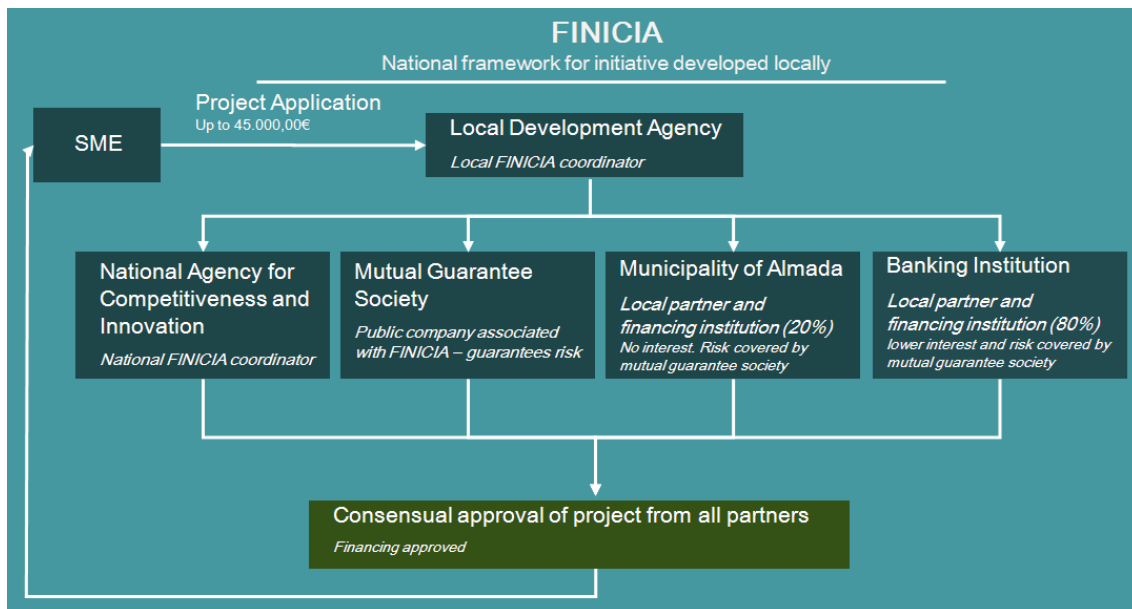 FINICIA
National framework for initiative developed locally
Project Application
Up to 45.000,00€
SME
Local Development Agency
Local FINICIA coordinator
National Agency for
Competitiveness and
Innovation
National FINICIA coordinator
Mutual Guarantee
Society
Public company associated
with FINICIA – guarantees risk
Municipality of Almada
Local partner and
financing institution (20%)
No interest. Risk covered by
mutual guarantee society
Banking Institution
Local partner and
financing institution (80%)
lower interest and risk covered by
mutual guarantee society
Consensual approval of project from all partners
Financing approved